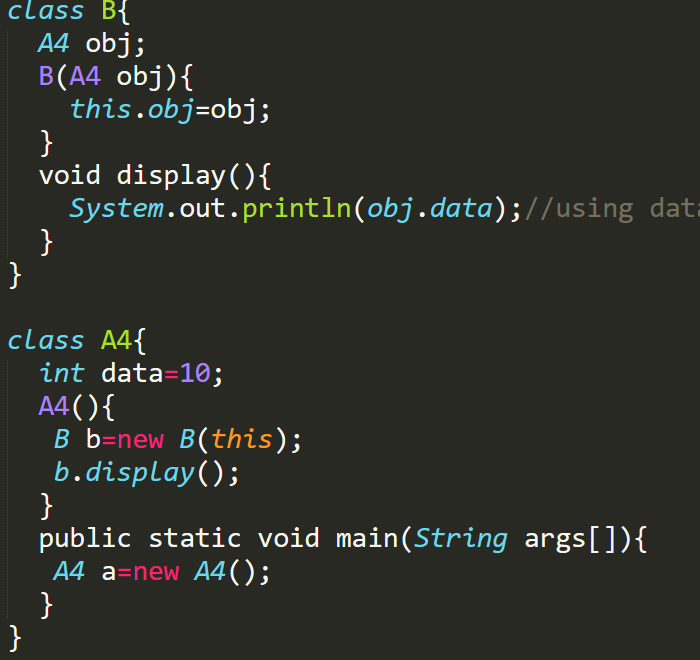 class B{
  A4 obj;
  B(A4 obj){
    this.obj=obj;
  }
  void display(){
    System.out.println(obj.data);//using data
  }
}

class A4{
  int data=10;
  A4(){
   B b=new B(this);
   b.display();
  }
  public static void main(String args[]){
   A4 a=new A4();
  }
}